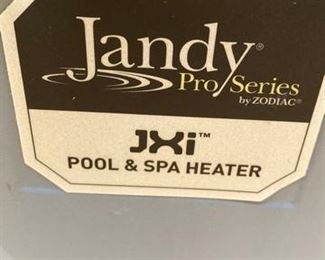 Jandy®
Pro Series
by ZODIAC®
JXi™
POOL & SPA HEATER